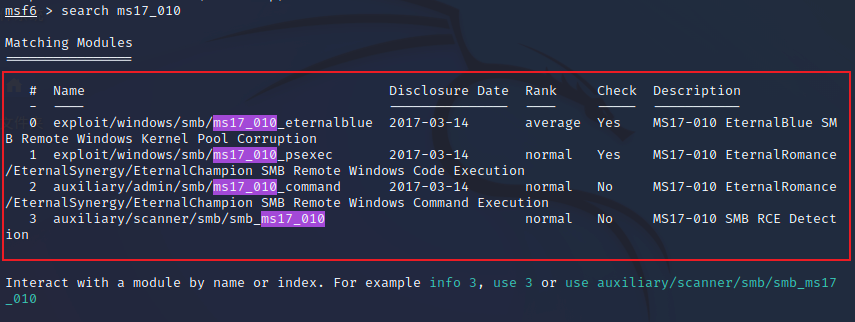 msf6 > search ms17_010
Matching Modules
================
# Name Disclosure Date Rank Check Description
- ---- --------------- ---- ----- -----------
0 exploit/windows/smb/ms17_010_eternalblue 2017-03-14 average Yes MS17-010 EternalBlue SM
B Remote Windows Kernel Pool Corruption
1 exploit/windows/smb/ms17_010_psexec 2017-03-14 normal Yes MS17-010 EternalRomance
/EternalSynergy/EternalChampion SMB Remote Windows Code Execution
2 auxiliary/admin/smb/ms17_010_command 2017-03-14 normal No MS17-010 EternalRomance
/EternalSynergy/EternalChampion SMB Remote Windows Command Execution
3 auxiliary/scanner/smb/smb_ms17_010 normal No MS17-010 SMB RCE Detect
ion
Interact with a module by name or index. For example info 3, use 3 or use auxiliary/scanner/smb/smb_ms17
_010